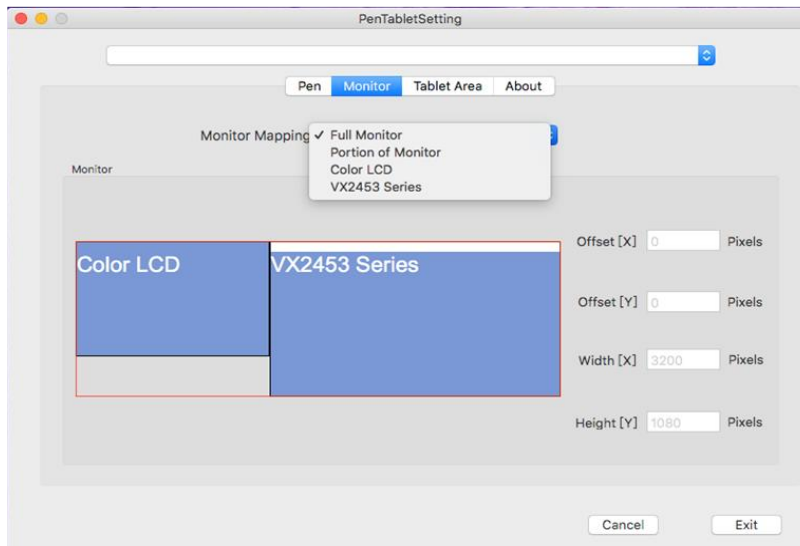 PenTabletSetting
Pen Monitor Tablet Area About
Monitor Mapping ✓ Full Monitor
Portion of Monitor
Color LCD
VX2453 Series
Monitor
Offset [X] 0 Pixels
Color LCD VX2453 Series
Offset [Y] 0 Pixels
Width [X] 3200 Pixels
Height [Y] 1080 Pixels
Cancel Exit